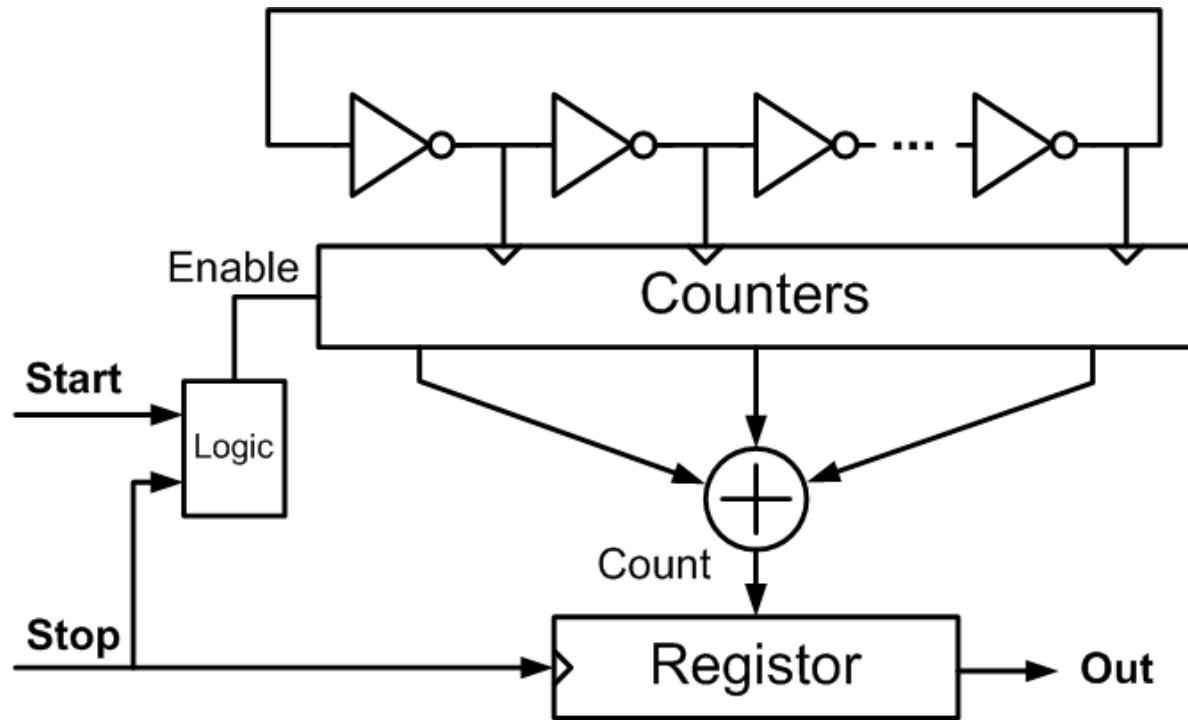 ...
Enable
Counters
Start
Logic
Count
Stop
Registor
Out